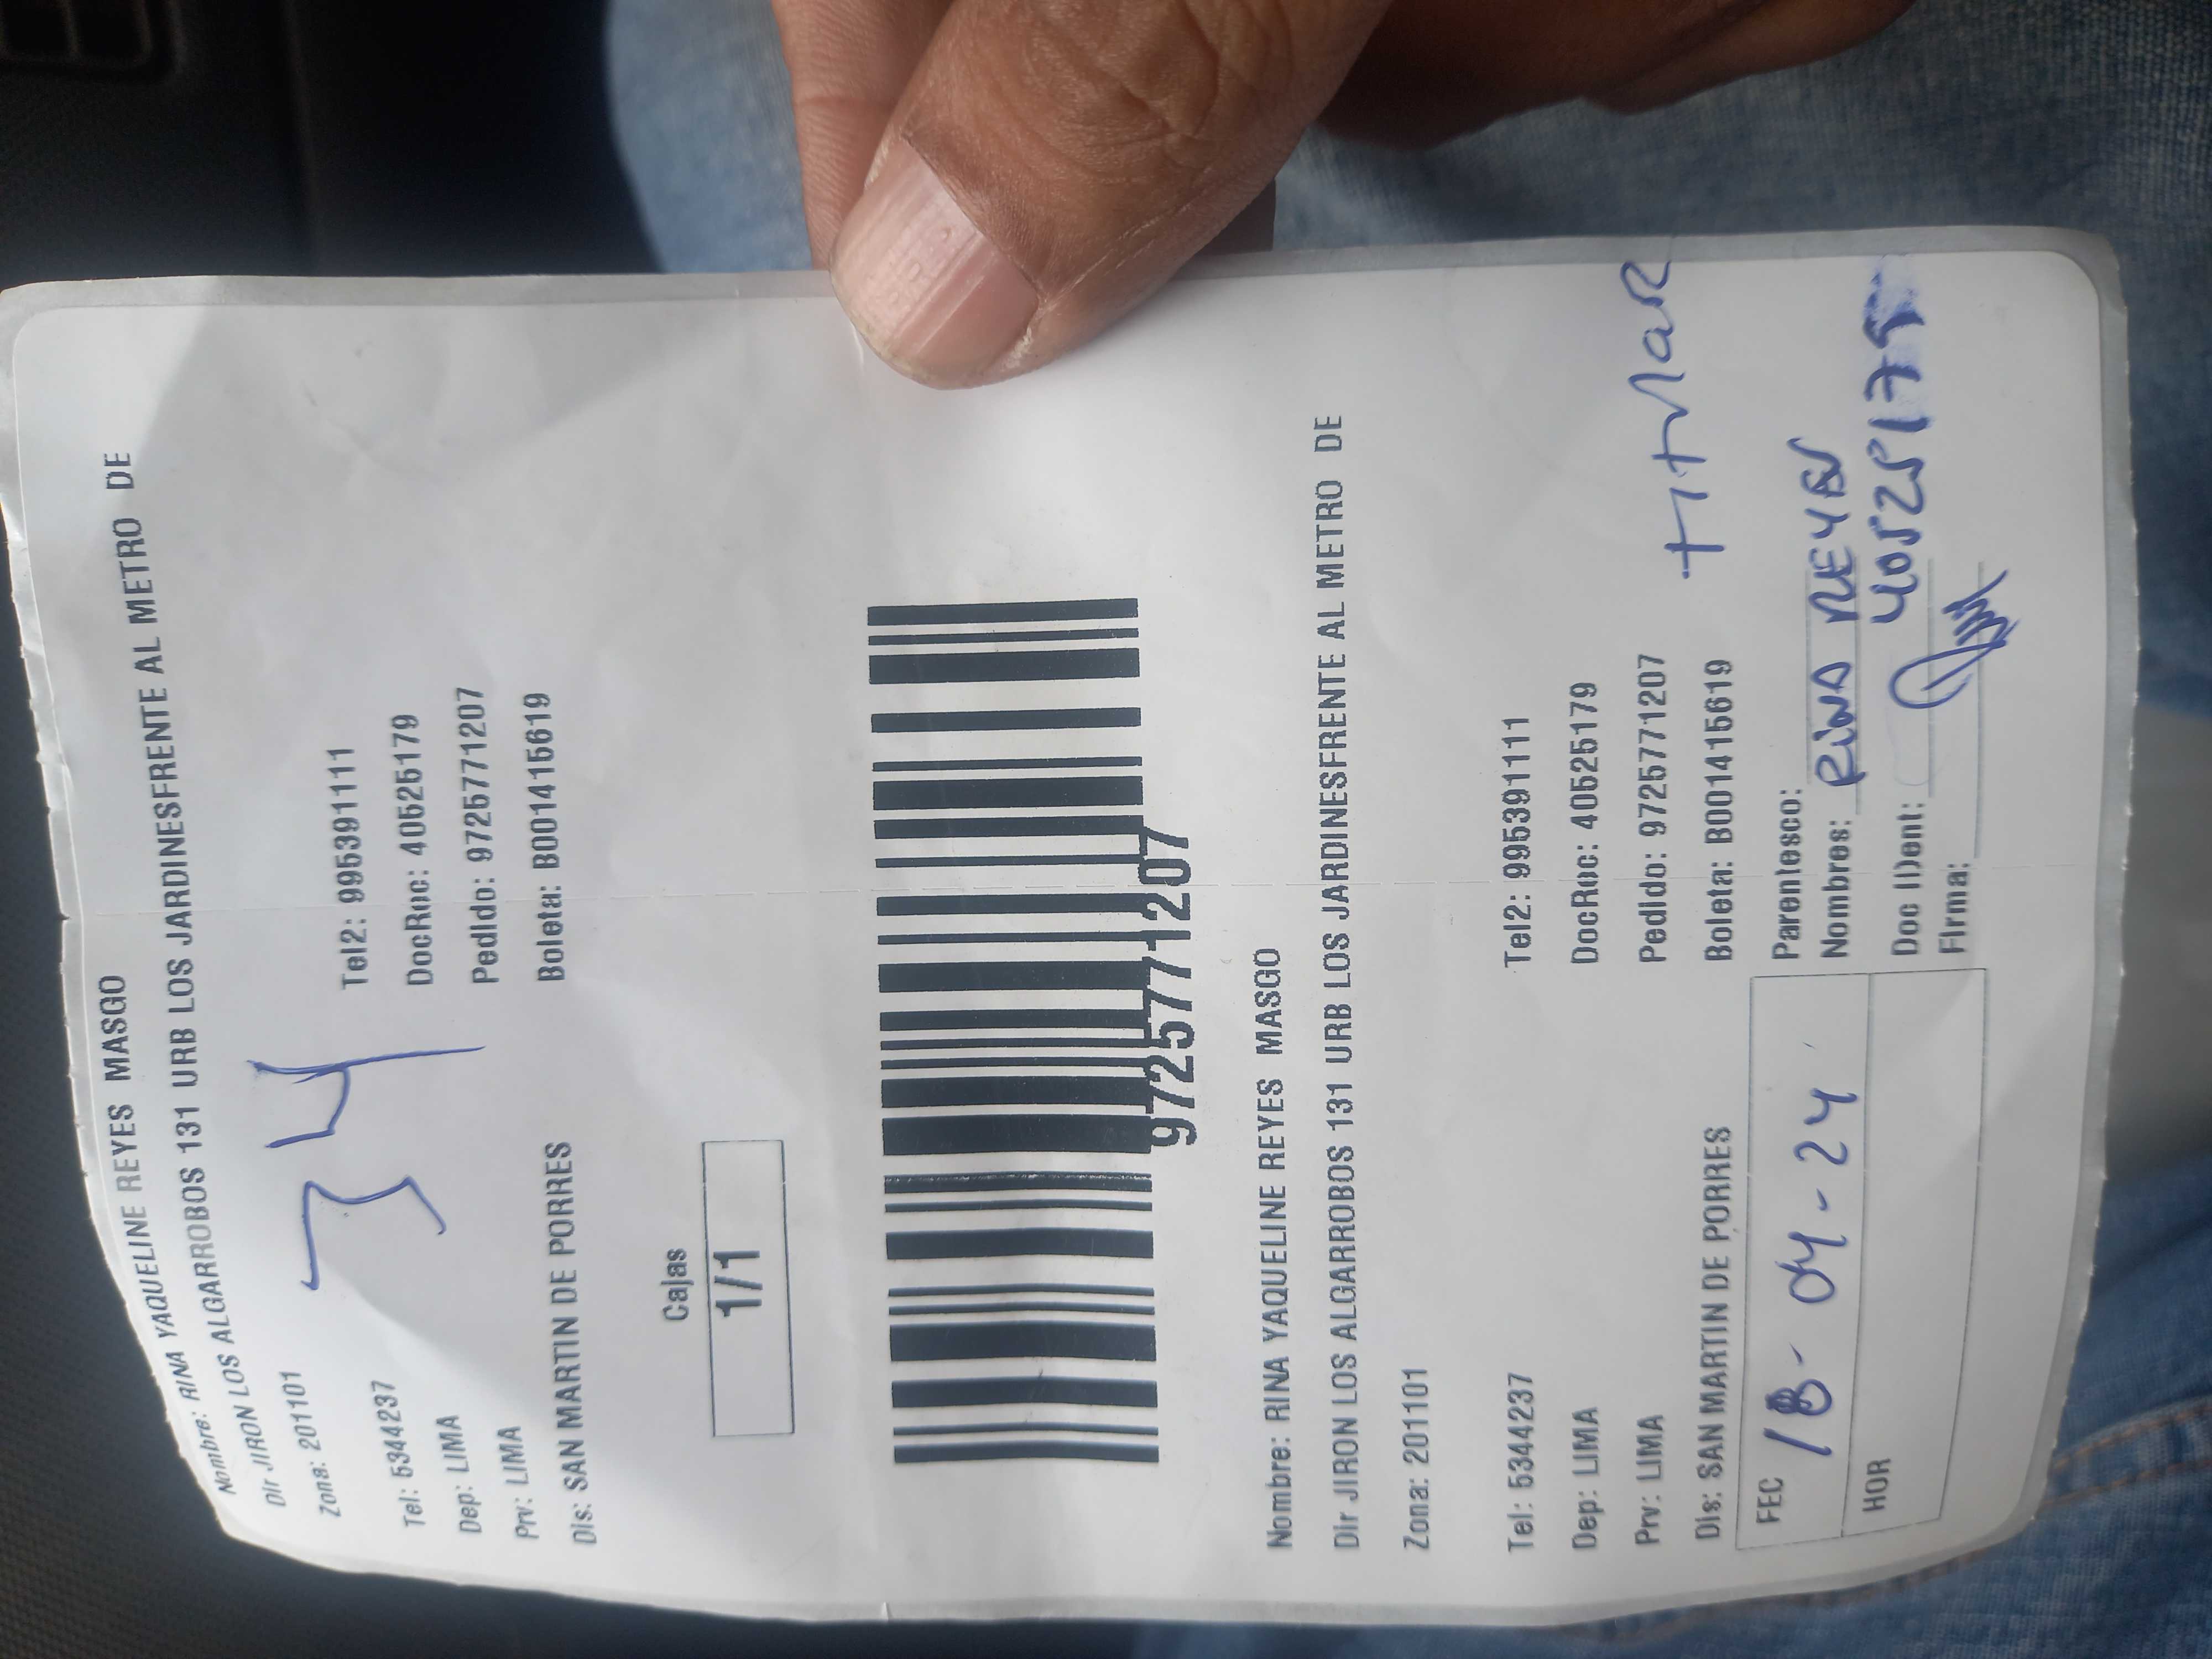 Nombre: RINA YAQUELINE REYES MASGO
Dir JIRON LOS ALGARROBOS 131 URB LOS JARDINESFRENTE AL METRO DE
Zona: 201101
34
Tel: 5344237 Tel2: 995391111
Dep: LIMA DocRuc: 40525179
Prv: LIMA Pedido: 9725771207
Dis: SAN MARTIN DE PORRES Boleta: B001415619
Cajas
1/1
9725771207
Nombre: RINA YAQUELINE REYES MASGO
Dir JIRON LOS ALGARROBOS 131 URB LOS JARDINESFRENTE AL METRO DE
Zona: 201101
Tel: 5344237 Tel2: 995391111
Dep: LIMA DocRuc: 40525179
Prv: LIMA Pedido: 9725771207
Dis: SAN MARTIN DE PORRES Boleta: B001415619
FEC 18-04-24
HOR
Parentesco: titular
Nombres: RINA REYES
Doc IDent: 40525179
Firma: